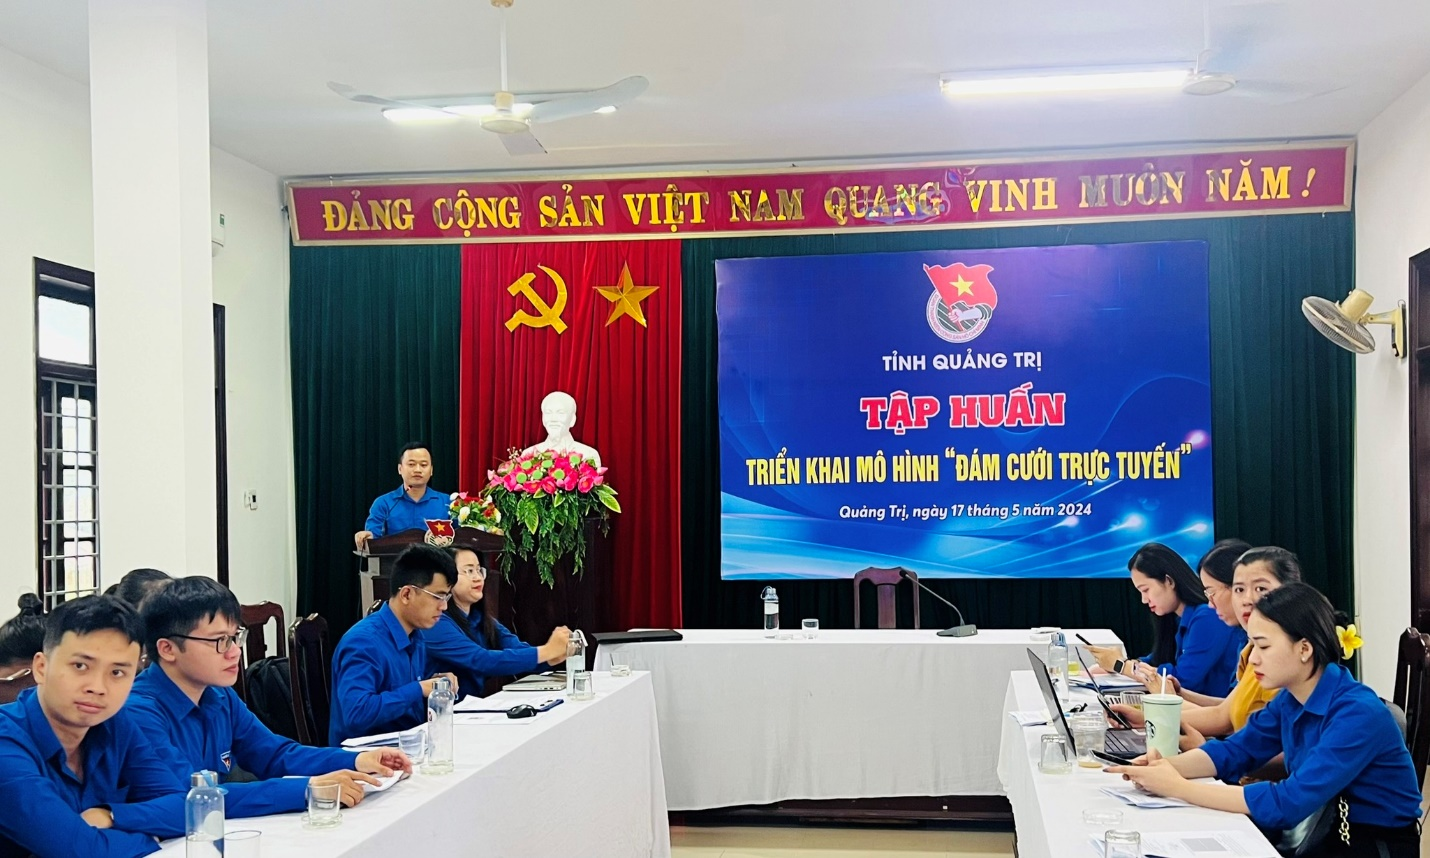 ĐẢNG CỘNG SẢN VIỆT NAM QUANG VINH MUÔN NĂM!
TỈNH QUẢNG TRỊ
TẬP HUẤN
TRIỂN KHAI MÔ HÌNH "ĐÁM CƯỚI TRỰC TUYẾN"
Quảng Trị, ngày 17 tháng 5 năm 2024